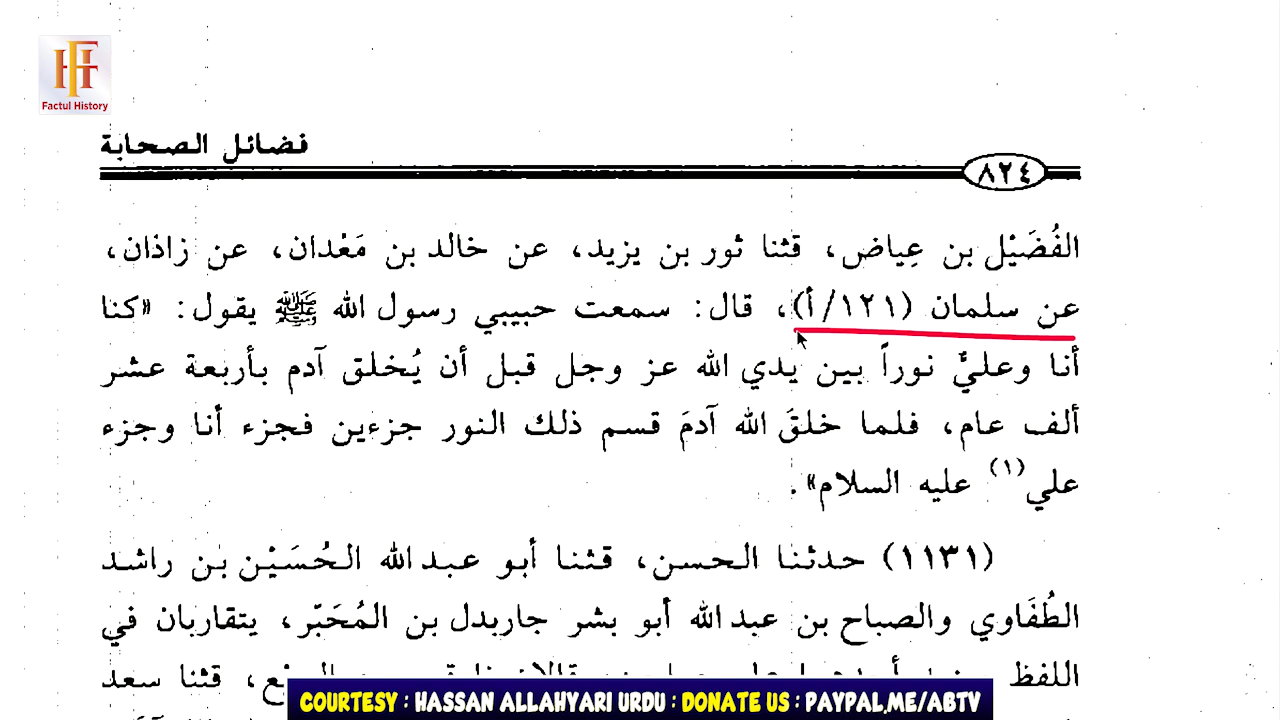 Factul History
فضائل الصحابة
٨٢٤
الفُضَيْل بن عِياض، قثنا ثور بن يزيد، عن خالد بن مَعْدان، عن زاذان،
عن سلمان (١٢١/أ)، قال: سمعت حبيبي رسول الله ﷺ يقول: «كنا
أنا وعليٌّ نوراً بين يدي الله عز وجل قبل أن يُخلق آدم بأربعة عشر
ألف عام، فلما خلقَ الله آدمَ قسم ذلك النور جزءين فجزء أنا وجزء
علي(١) عليه السلام».
(١١٣١) حدثنا الحسن، قثنا أبو عبد الله الحُسَيْن بن راشد
الطُفَاوي والصباح بن عبد الله أبو بشر جاربدل بن المُحَبّر، يتقاربان في
اللفظ قثنا سعد
COURTESY : HASSAN ALLAHYARI URDU : DONATE US : PAYPAL.ME/ABTV